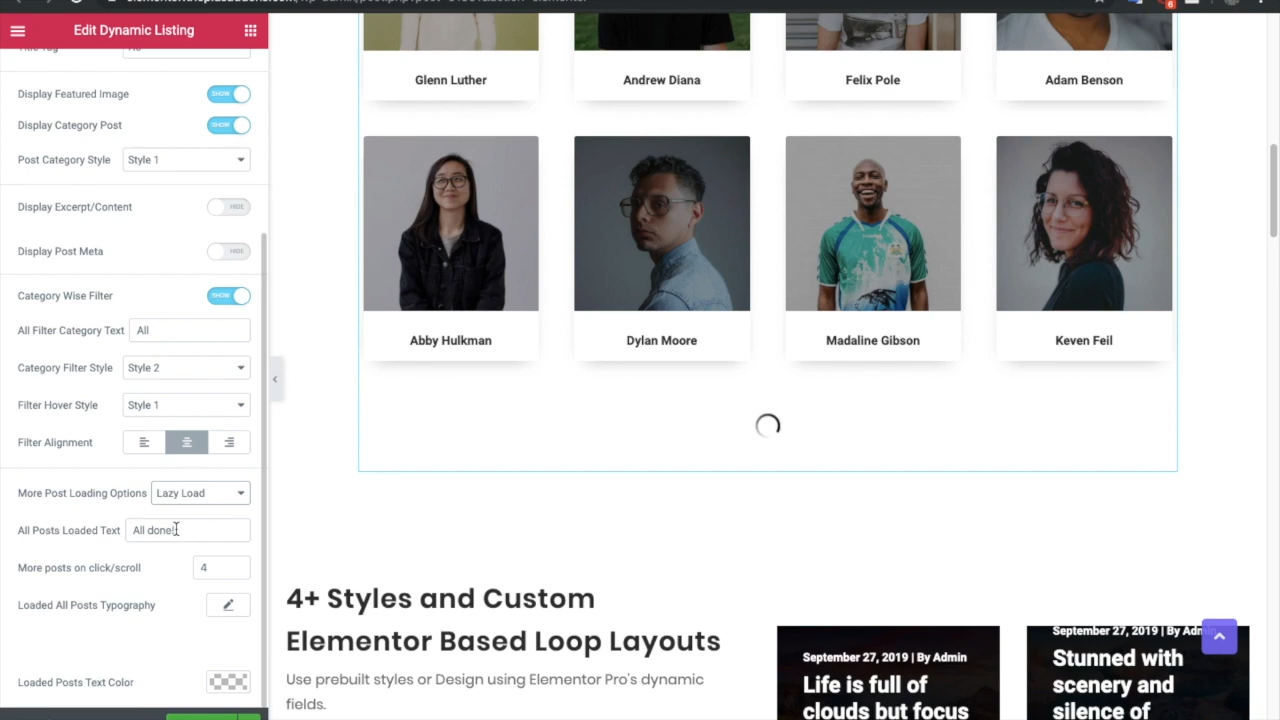 Edit Dynamic Listing
Display Featured Image SHOW
Display Category Post SHOW
Post Category Style Style 1
Display Excerpt/Content HIDE
Display Post Meta HIDE
Category Wise Filter SHOW
All Filter Category Text All
Category Filter Style Style 2
Filter Hover Style Style 1
Filter Alignment
More Post Loading Options Lazy Load
All Posts Loaded Text All done!
More posts on click/scroll 4
Loaded All Posts Typography
Loaded Posts Text Color
6
Glenn Luther Andrew Diana Felix Pole Adam Benson
Abby Hulkman Dylan Moore Madaline Gibson Keven Feil
4+ Styles and Custom
Elementor Based Loop Layouts
Use prebuilt styles or Design using Elementor Pro's dynamic
fields.
September 27, 2019 | By Admin
Life is full of
clouds but focus
September 27, 2019 | By Admin
Stunned with
scenery and
silence of